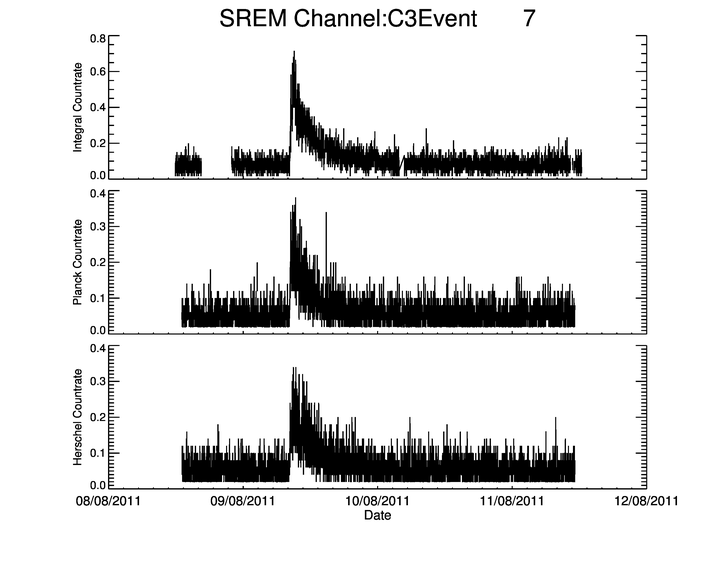 SREM Channel:C3Event 7
0.8
0.6
0.4
0.2
0.0
Integral Countrate
0.4
0.3
0.2
0.1
0.0
Planck Countrate
0.4
0.3
0.2
0.1
0.0
Herschel Countrate
08/08/2011 09/08/2011 10/08/2011 11/08/2011 12/08/2011
Date